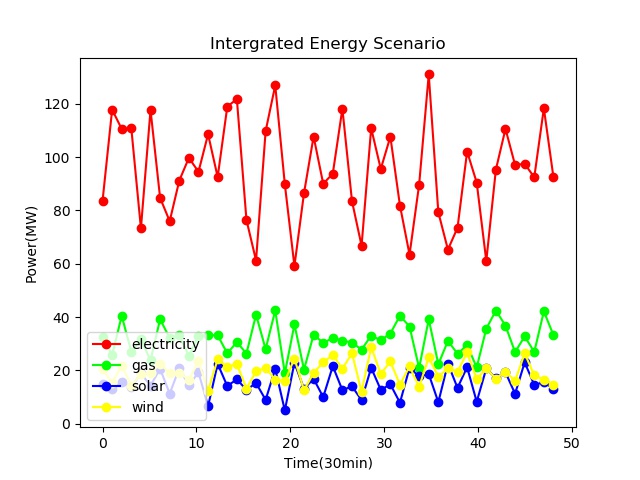 Intergrated Energy Scenario
Power(MW)
120
100
80
60
40
20
0
electricity
gas
solar
wind
0 10 20 30 40 50
Time(30min)